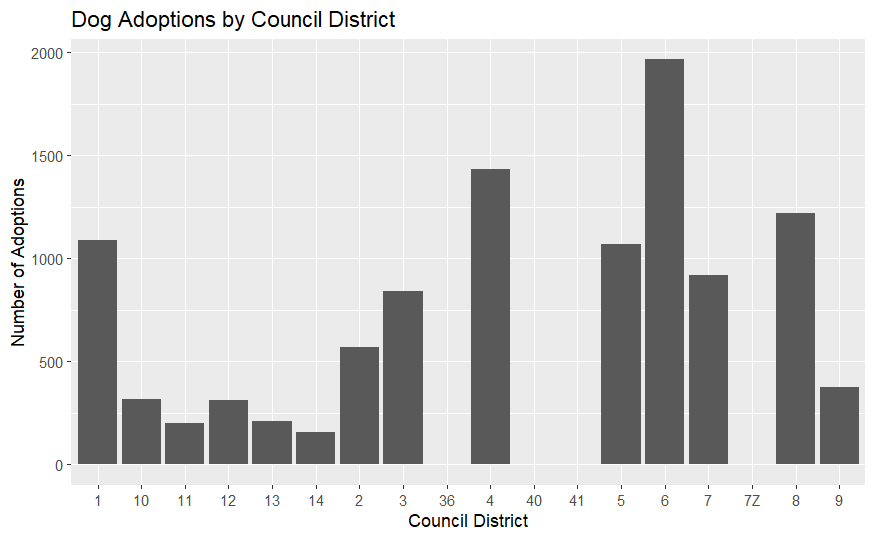 Dog Adoptions by Council District
Number of Adoptions
2000
1500
1000
500
0
1 10 11 12 13 14 2 3 36 4 40 41 5 6 7 7Z 8 9
Council District